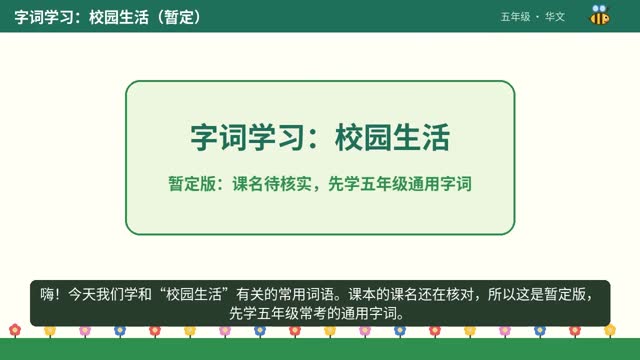 字词学习：校园生活（暂定）
五年级 · 华文
字词学习：校园生活
暂定版：课名待核实，先学五年级通用字词
嗨！今天我们学和“校园生活”有关的常用词语。课本的课名还在核对，所以这是暂定版，
先学五年级常考的通用字词。